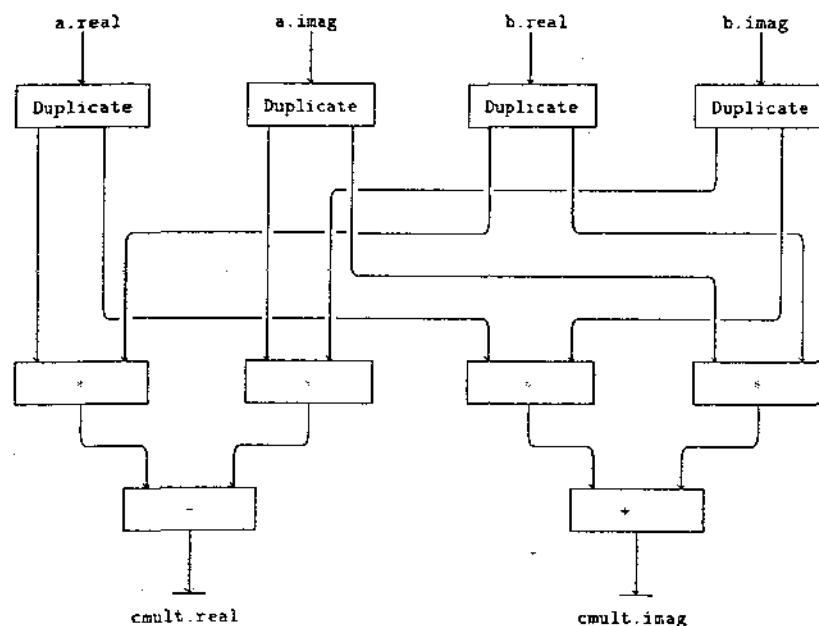 a.real a.imag b.real b.imag
Duplicate Duplicate Duplicate Duplicate
* * * *
- +
cmult.real cmult.imag